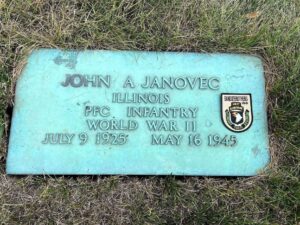 JOHN A JANOVEC
ILLINOIS
PFC INFANTRY
WORLD WAR II
JULY 9 1925 MAY 16 1945